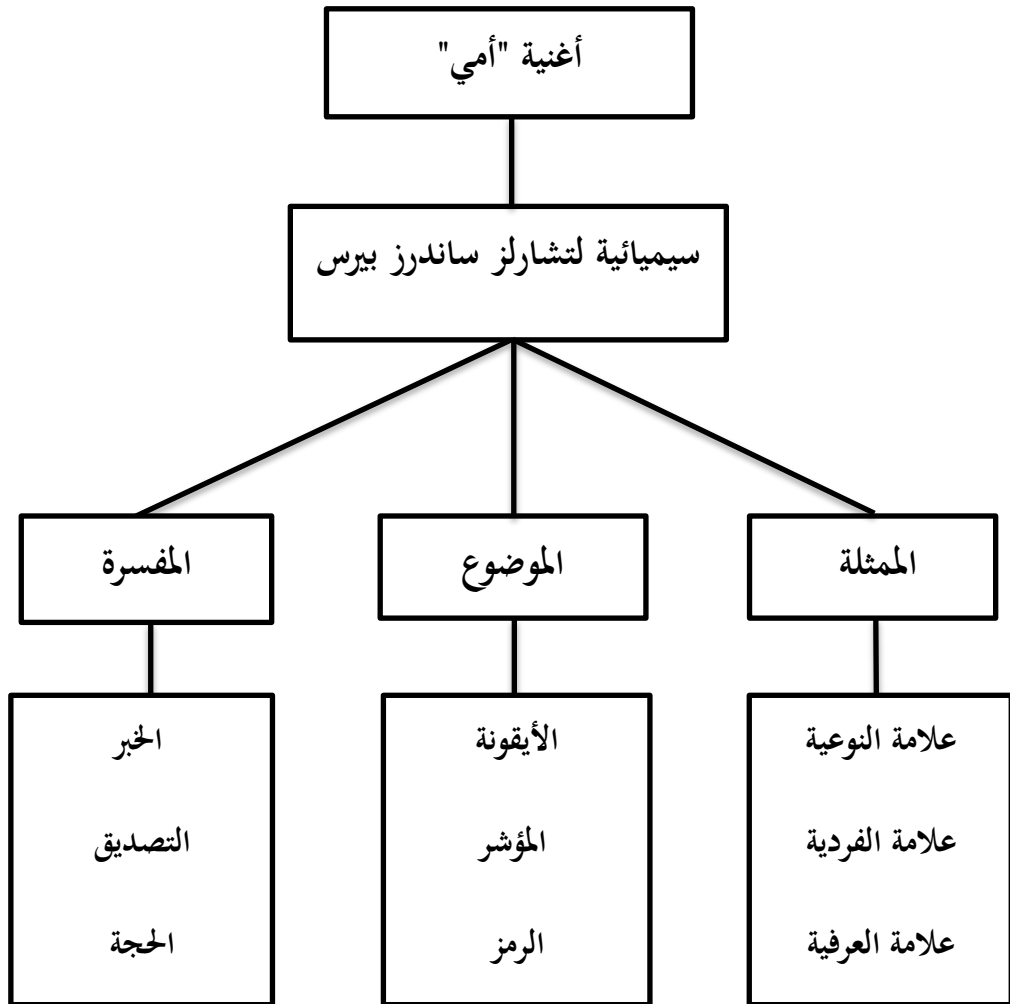 أغنية "أمي"
سيميائية لتشارلز ساندرز بيرس
الممثلة
الموضوع
المفسرة
علامة النوعية
علامة الفردية
علامة العرفية
الأيقونة
المؤشر
الرمز
الخبر
التصديق
الحجة